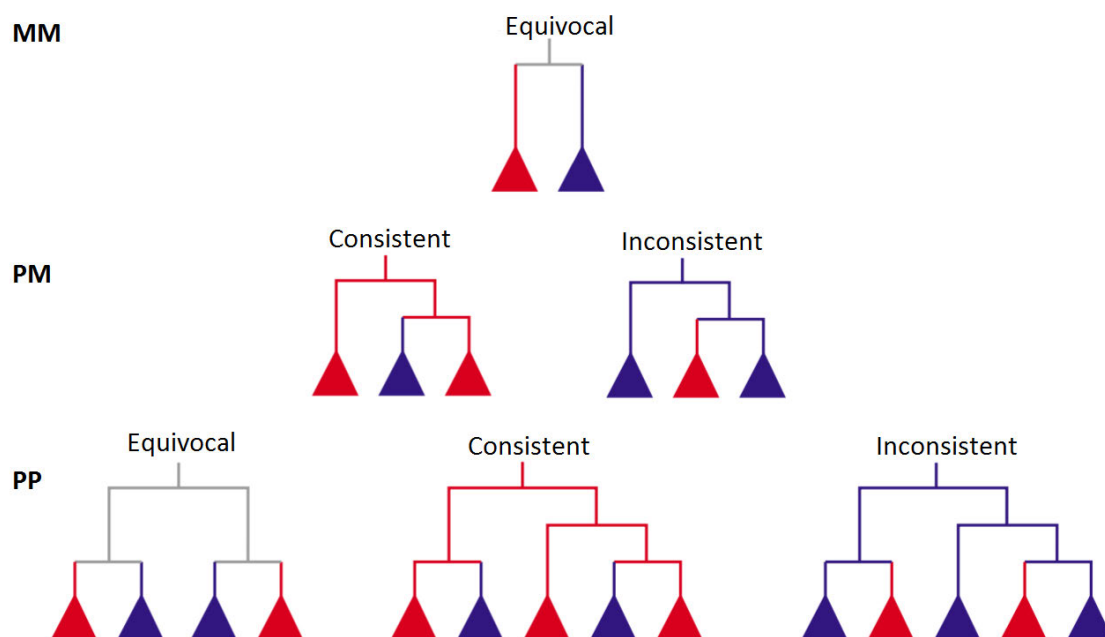 MM
Equivocal
PM
Consistent
Inconsistent
PP
Equivocal
Consistent
Inconsistent